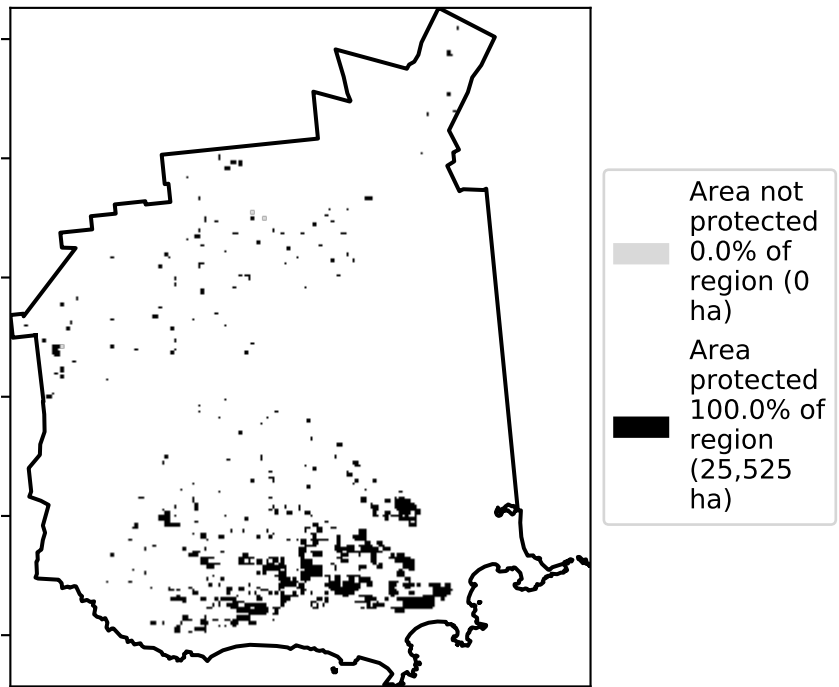 Area not
protected
0.0% of
region (0
ha)
Area
protected
100.0% of
region
(25,525
ha)